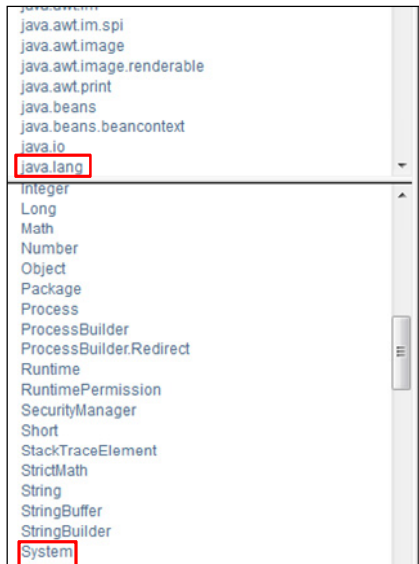 java.awt.im.spi
java.awt.image
java.awt.image.renderable
java.awt.print
java.beans
java.beans.beancontext
java.io
java.lang
Integer
Long
Math
Number
Object
Package
Process
ProcessBuilder
ProcessBuilder.Redirect
Runtime
RuntimePermission
SecurityManager
Short
StackTraceElement
StrictMath
String
StringBuffer
StringBuilder
System